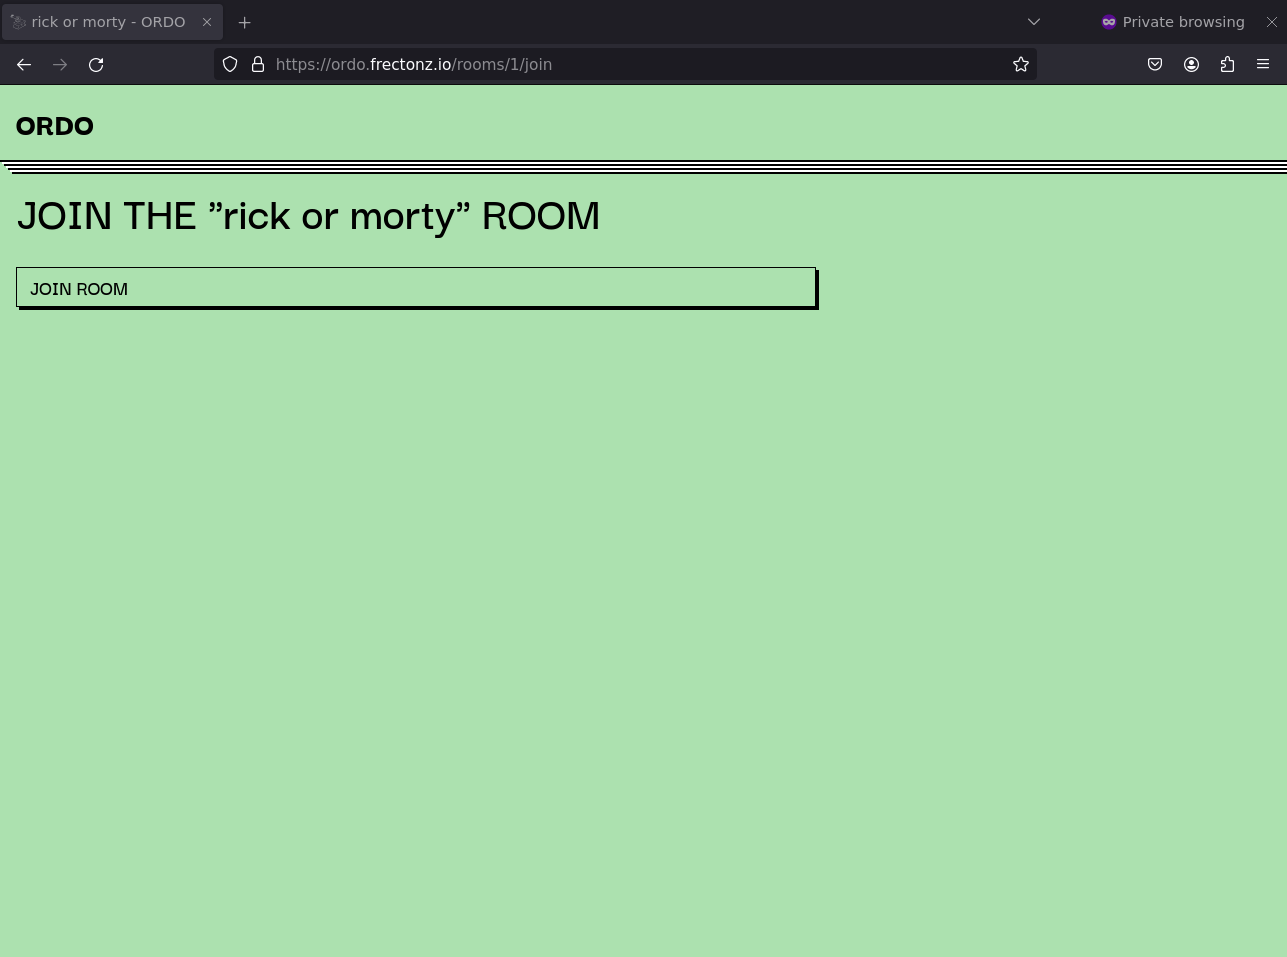 rick or morty - ORDO
Private browsing
https://ordo.frectonz.io/rooms/1/join
ORDO
JOIN THE ”rick or morty” ROOM
JOIN ROOM